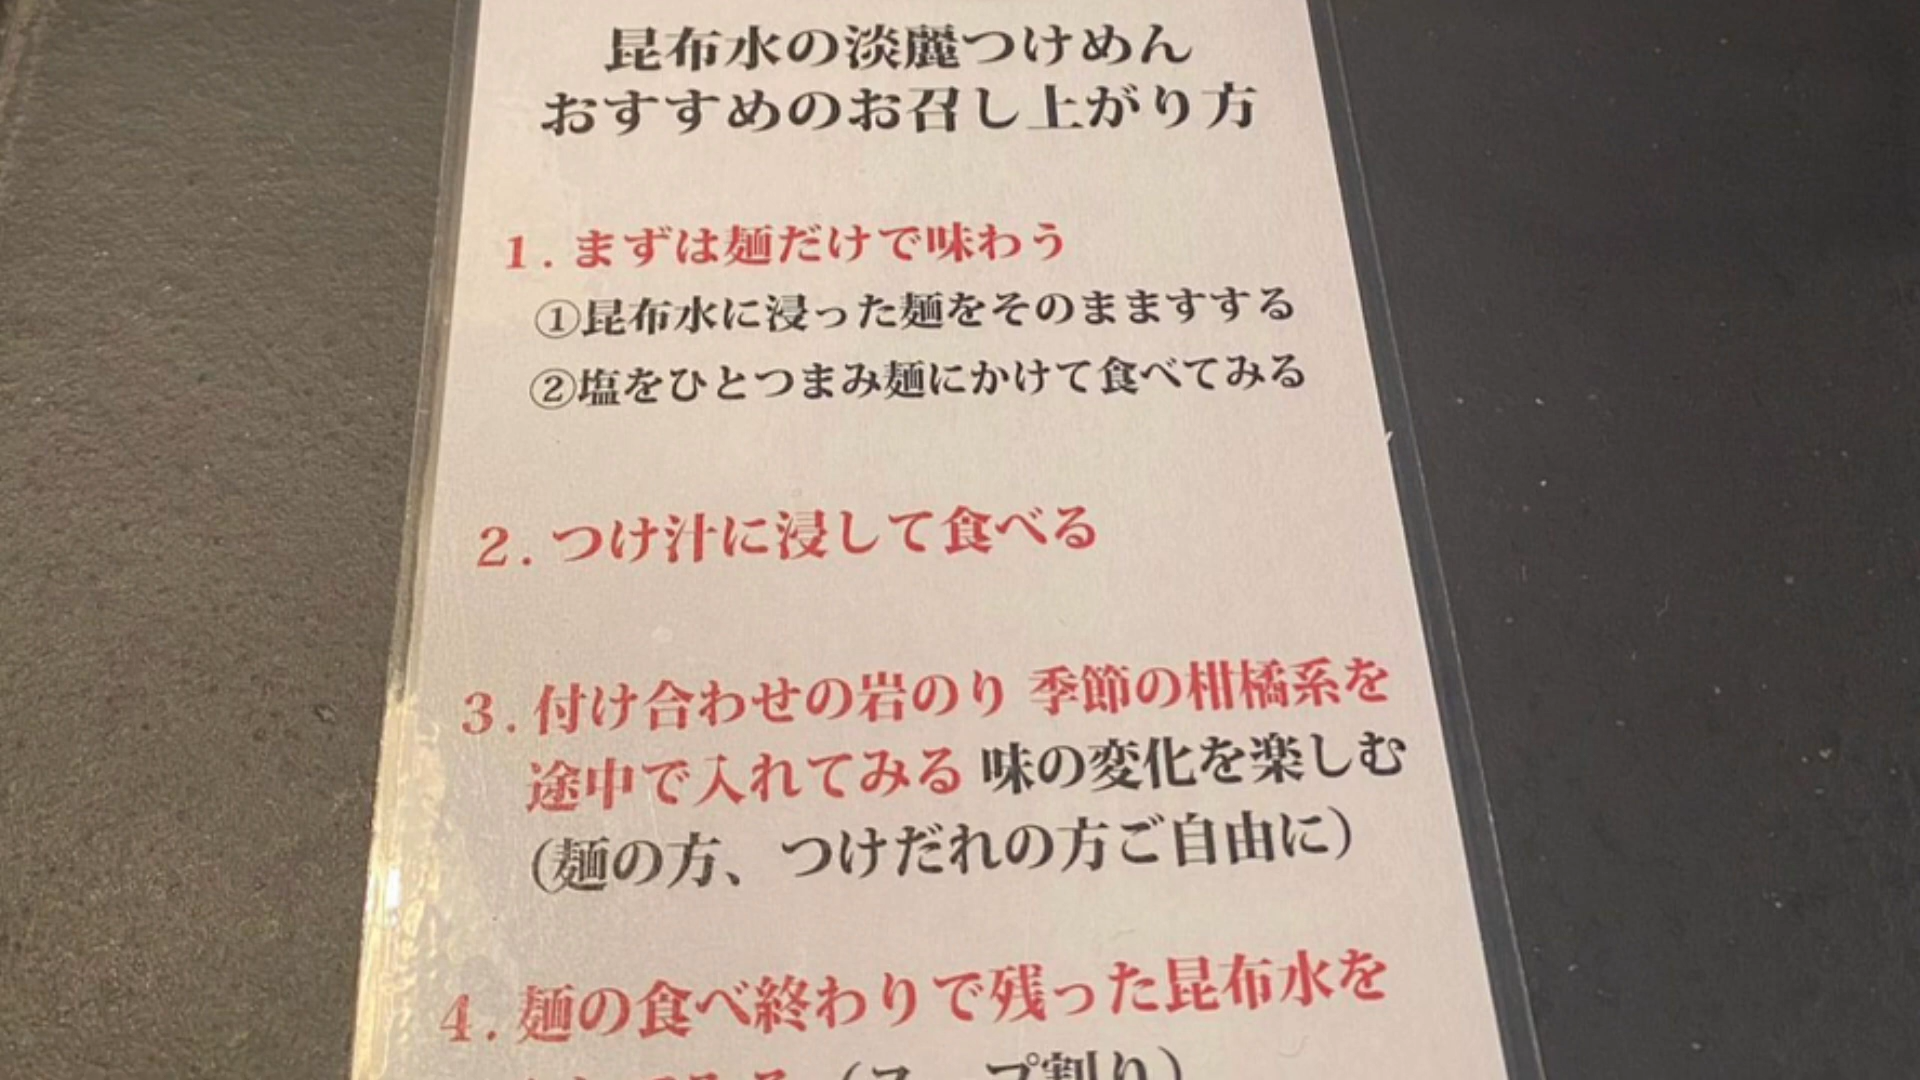 昆布水の淡麗つけめん
おすすめのお召し上がり方
1. まずは麺だけで味わう
①昆布水に浸った麺をそのまますする
②塩をひとつまみ麺にかけて食べてみる
2. つけ汁に浸して食べる
3. 付け合わせの岩のり 季節の柑橘系を
途中で入れてみる 味の変化を楽しむ
(麺の方、つけだれの方ご自由に)
4. 麺の食べ終わりで残った昆布水を
(スープ割り)